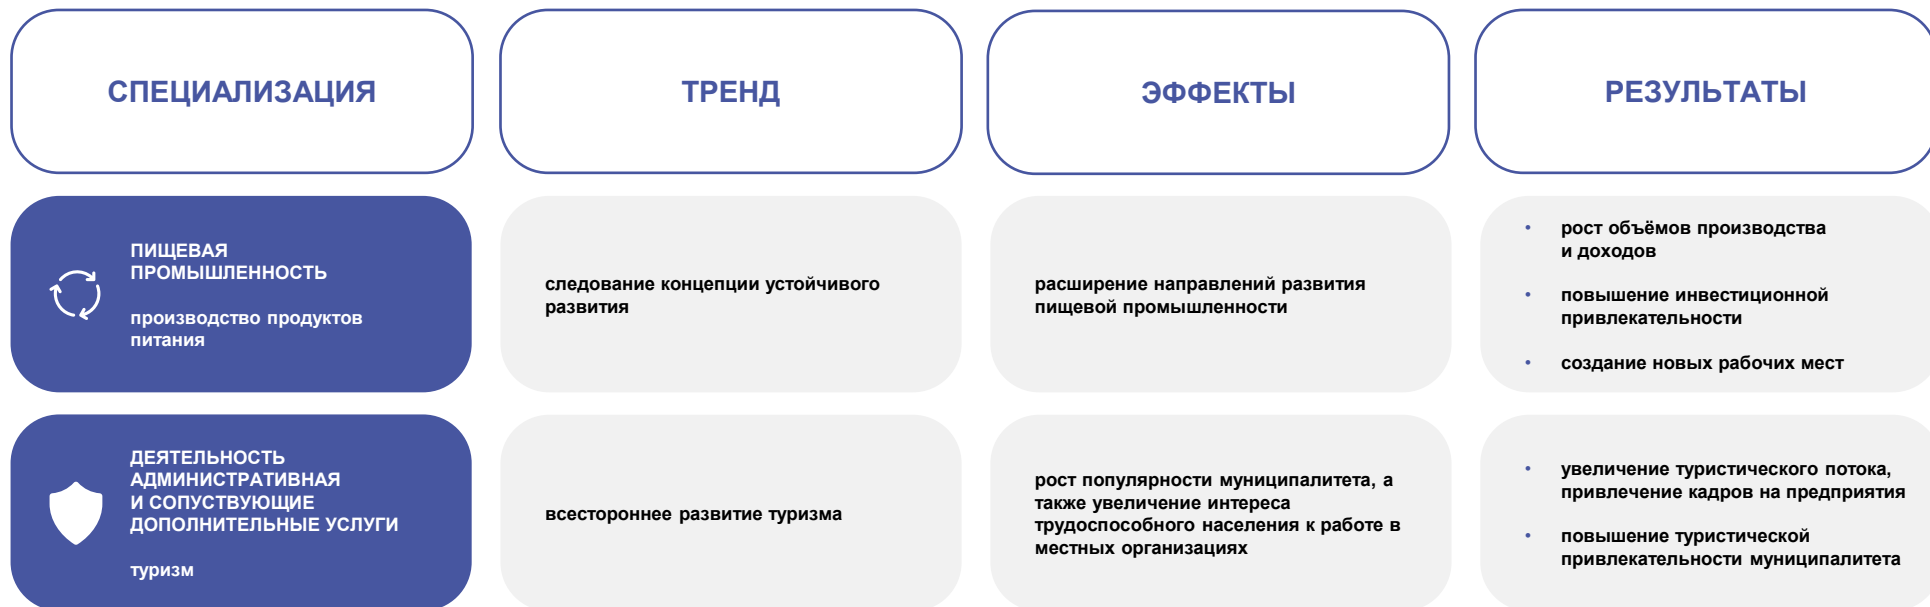 СПЕЦИАЛИЗАЦИЯ
ТРЕНД
ЭФФЕКТЫ
РЕЗУЛЬТАТЫ
ПИЩЕВАЯ
ПРОМЫШЛЕННОСТЬ
производство продуктов
питания
следование концепции устойчивого
развития
расширение направлений развития
пищевой промышленности
• рост объёмов производства
и доходов
• повышение инвестиционной
привлекательности
• создание новых рабочих мест
ДЕЯТЕЛЬНОСТЬ
АДМИНИСТРАТИВНАЯ
И СОПУСТВУЮЩИЕ
ДОПОЛНИТЕЛЬНЫЕ УСЛУГИ
туризм
всестороннее развитие туризма
рост популярности муниципалитета, а
также увеличение интереса
трудоспособного населения к работе в
местных организациях
• увеличение туристического потока,
привлечение кадров на предприятия
• повышение туристической
привлекательности муниципалитета